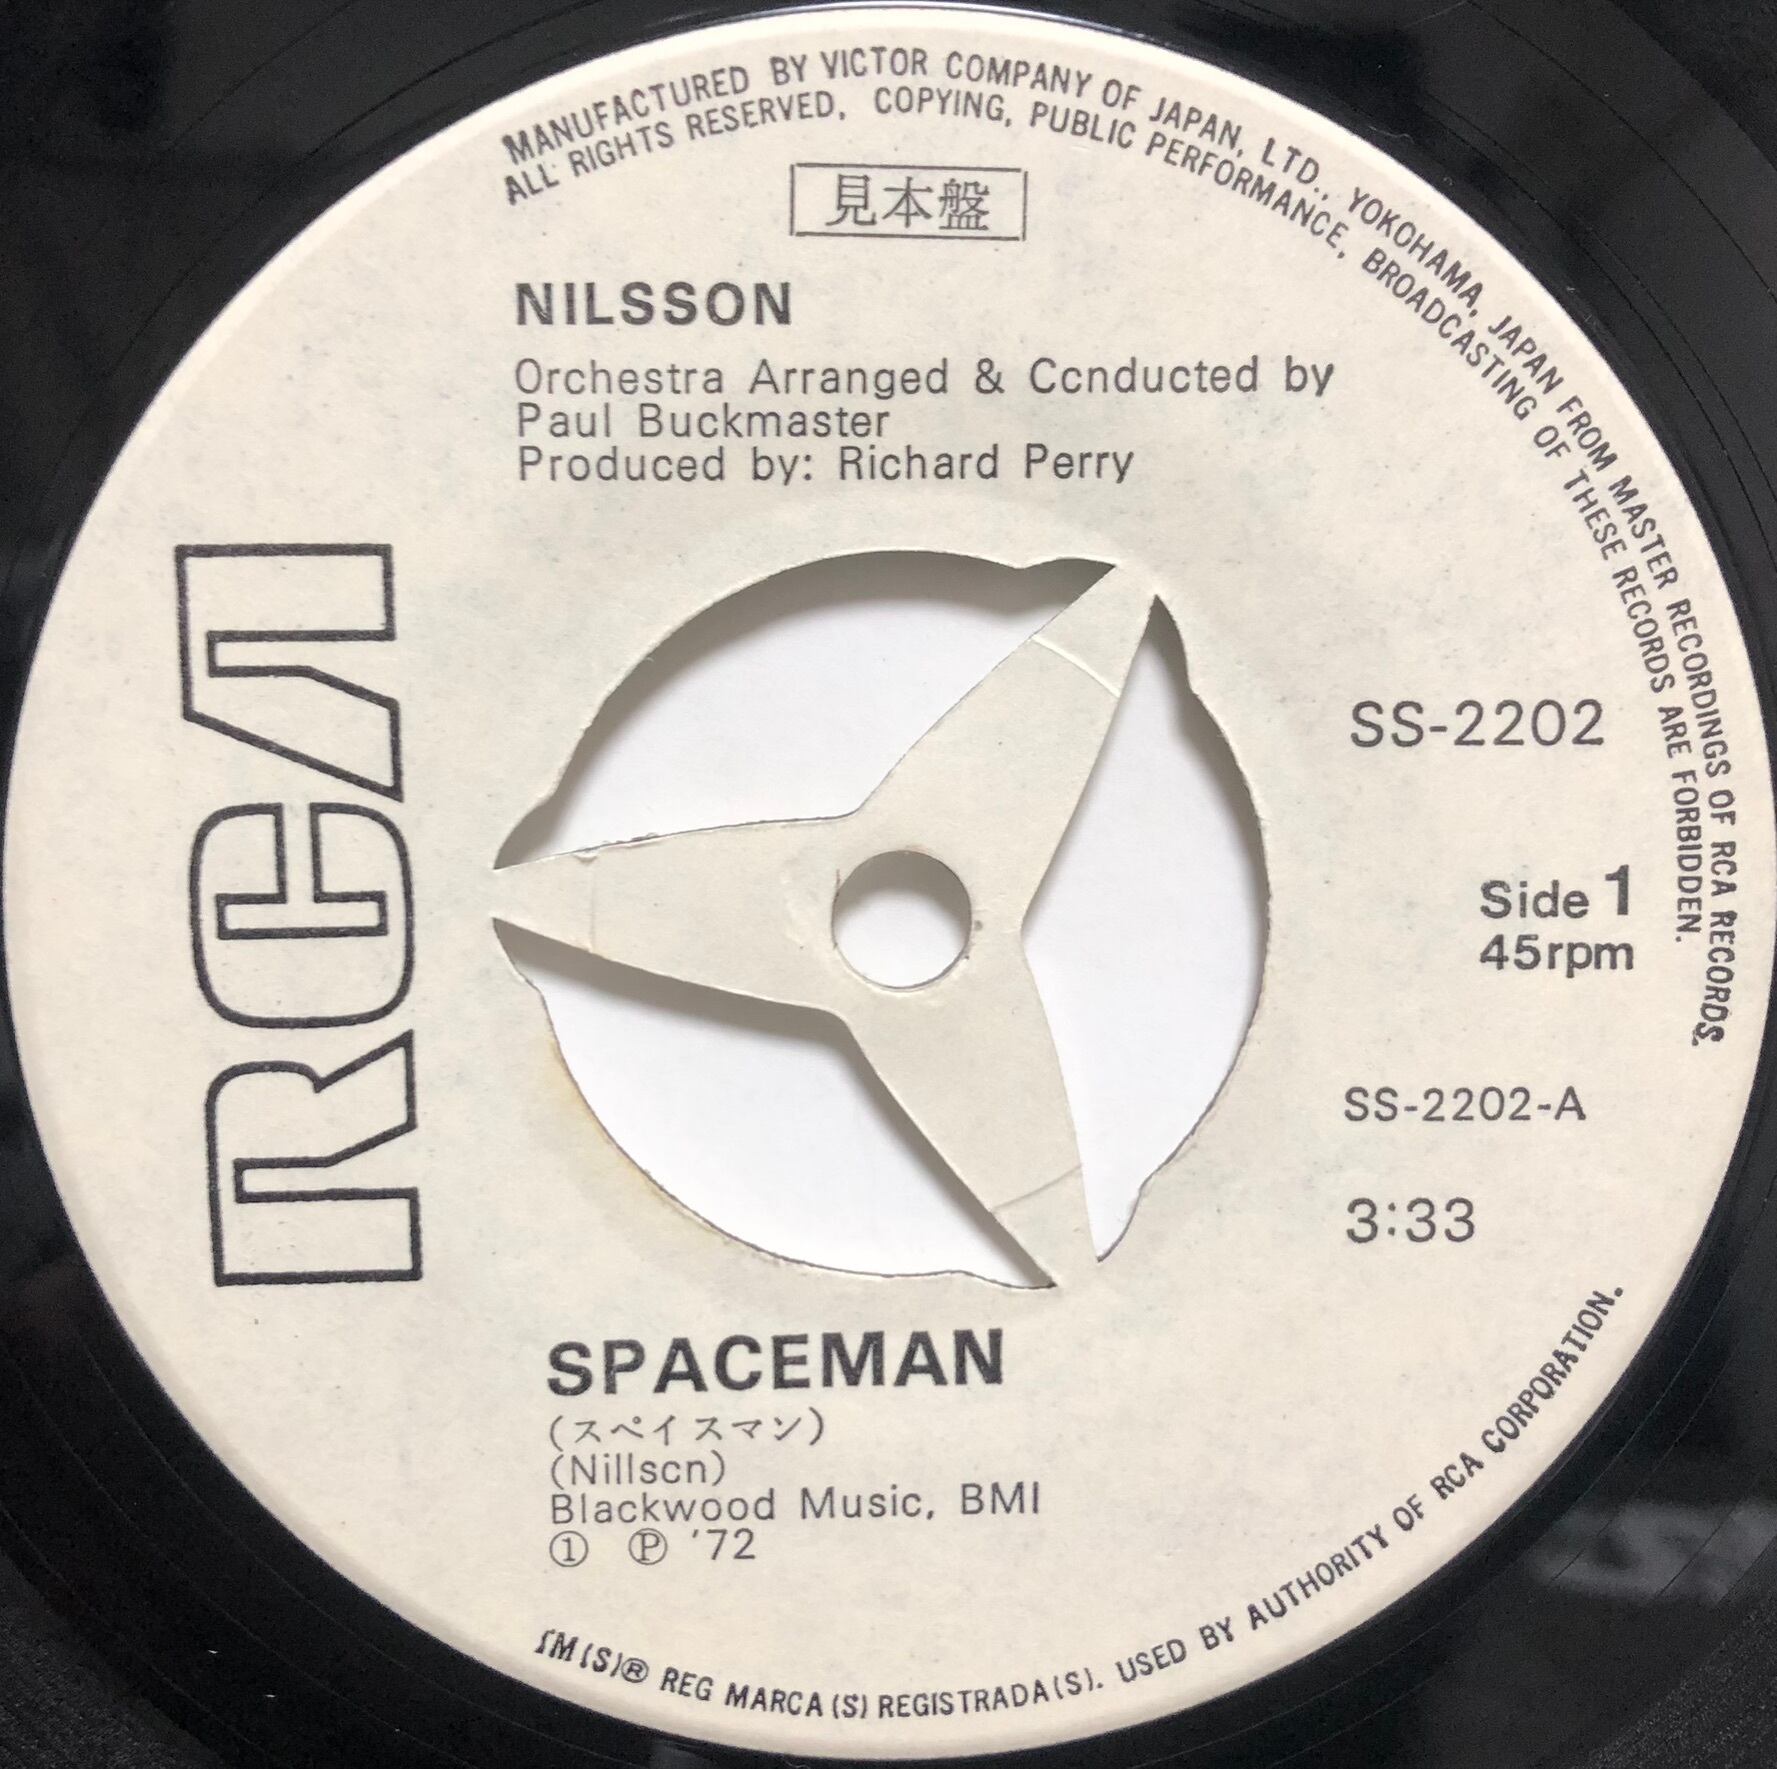 MANUFACTURED BY VICTOR COMPANY OF JAPAN, LTD., YOKOHAMA, JAPAN FROM MASTER RECORDINGS OF RCA RECORDS.
ALL RIGHTS RESERVED, COPYING, PUBLIC PERFORMANCE, BROADCASTING OF THESE RECORDS ARE FORBIDDEN.
見本盤
NILSSON
Orchestra Arranged & Ccnducted by
Paul Buckmaster
Produced by: Richard Perry
RCA
SS-2202
Side 1
45rpm
SS-2202-A
3:33
SPACEMAN
(スペイスマン)
(Nillscn)
Blackwood Music, BMI
① Ⓟ '72
TM(S)® REG MARCA(S) REGISTRADA(S). USED BY AUTHORITY OF RCA CORPORATION.